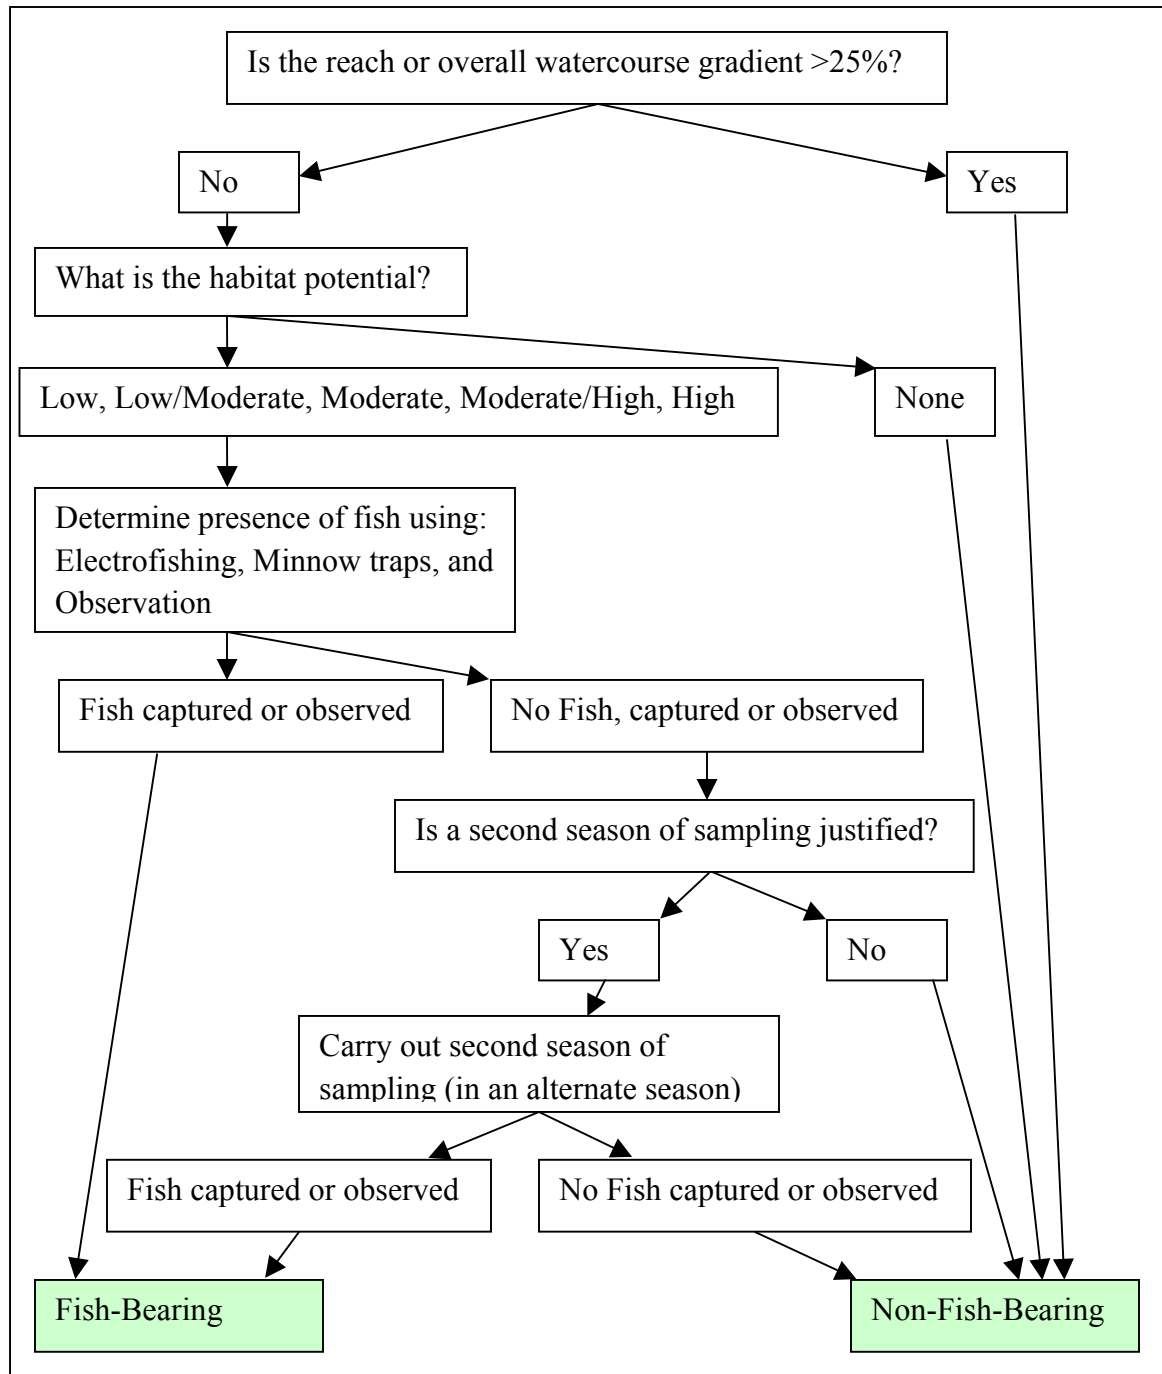 Is the reach or overall watercourse gradient >25%?
No
Yes
What is the habitat potential?
Low, Low/Moderate, Moderate, Moderate/High, High
None
Determine presence of fish using:
Electrofishing, Minnow traps, and
Observation
Fish captured or observed
No Fish, captured or observed
Is a second season of sampling justified?
Yes
No
Carry out second season of
sampling (in an alternate season)
Fish captured or observed
No Fish captured or observed
Fish-Bearing
Non-Fish-Bearing